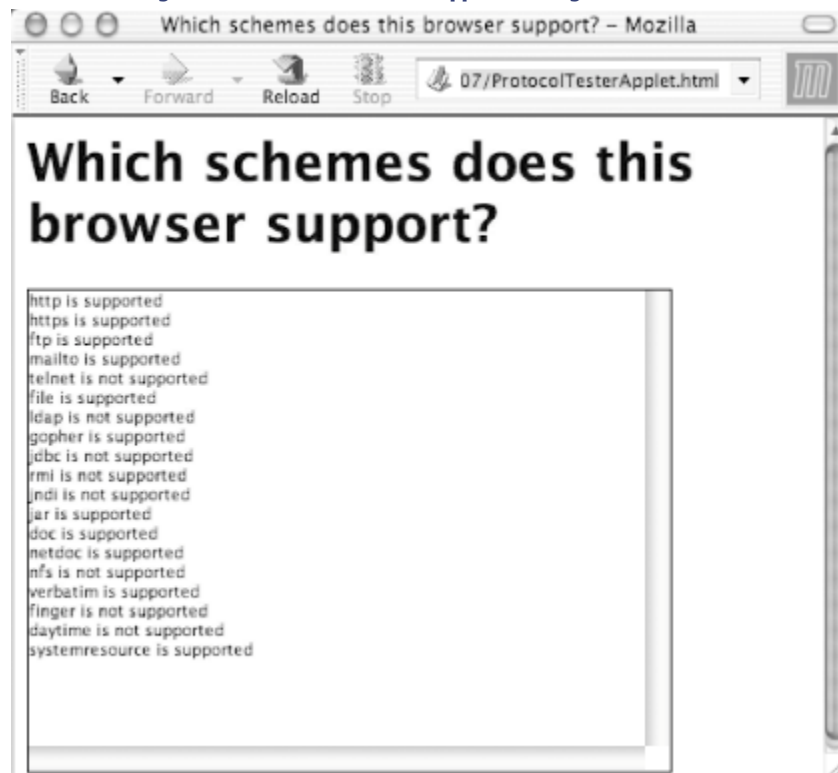 Which schemes does this browser support? – Mozilla
Back
Forward
Reload
Stop
07/ProtocolTesterApplet.html
Which schemes does this
browser support?
http is supported
https is supported
ftp is supported
mailto is supported
telnet is not supported
file is supported
ldap is not supported
gopher is supported
jdbc is not supported
rmi is not supported
jndi is not supported
jar is supported
doc is supported
netdoc is supported
nfs is not supported
verbatim is supported
finger is not supported
daytime is not supported
systemresource is supported